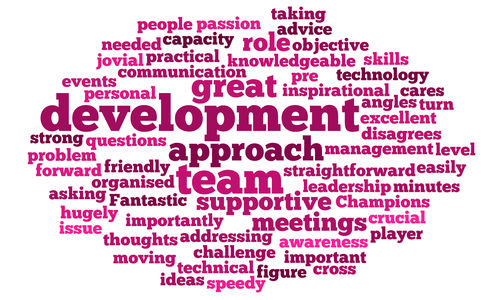 taking
people passion advice
needed capacity role objective
jovial practical knowledgeable skills
communication great pre technology
events personal inspirational cares
development angles turn
excellent
strong questions approach disagrees
problem management level
forward friendly team straightforward easily
organised leadership minutes
asking Fantastic supportive Champions
hugely importantly meetings crucial
issue player
thoughts addressing awareness
moving challenge important
technical figure cross
ideas speedy